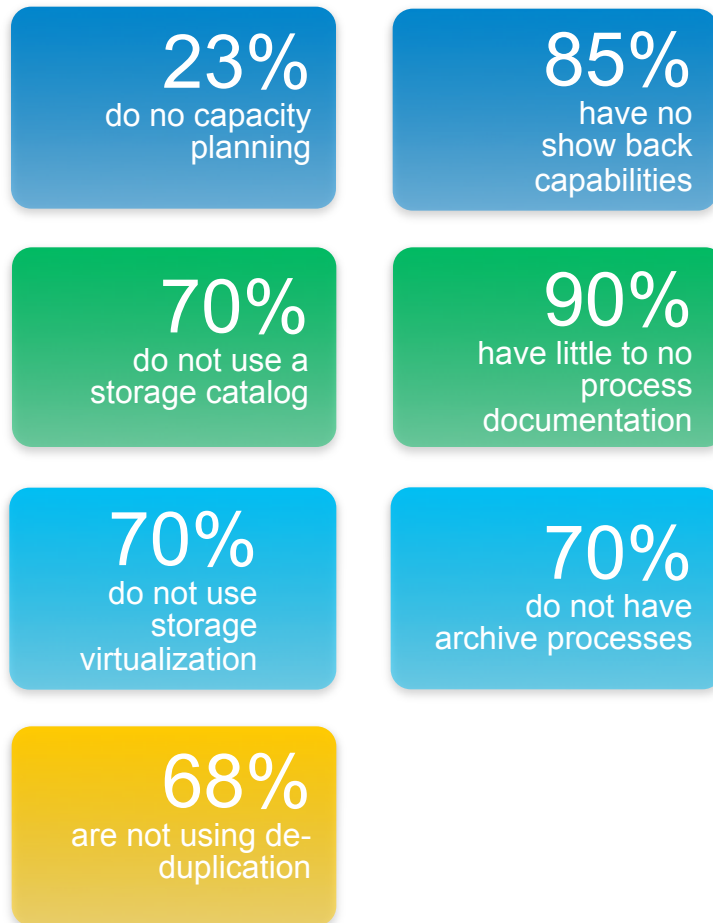 23%
do no capacity
planning
85%
have no
show back
capabilities
70%
do not use a
storage catalog
90%
have little to no
process
documentation
70%
do not use
storage
virtualization
70%
do not have
archive processes
68%
are not using de-
duplication